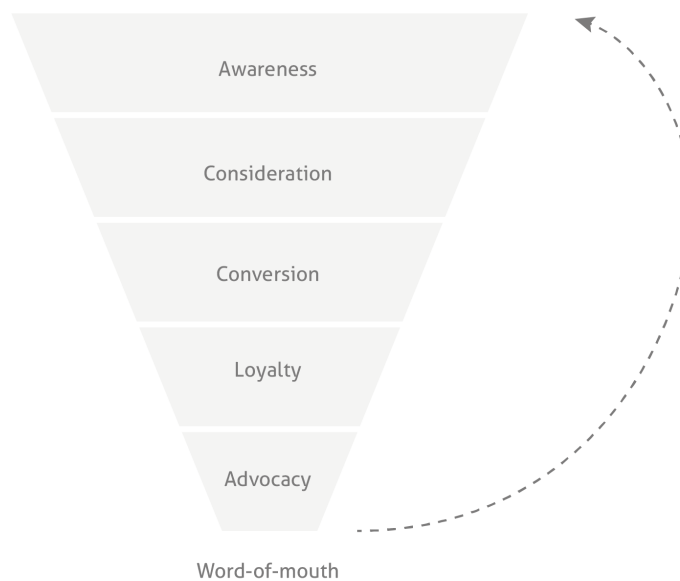 Awareness
Consideration
Conversion
Loyalty
Advocacy
Word-of-mouth